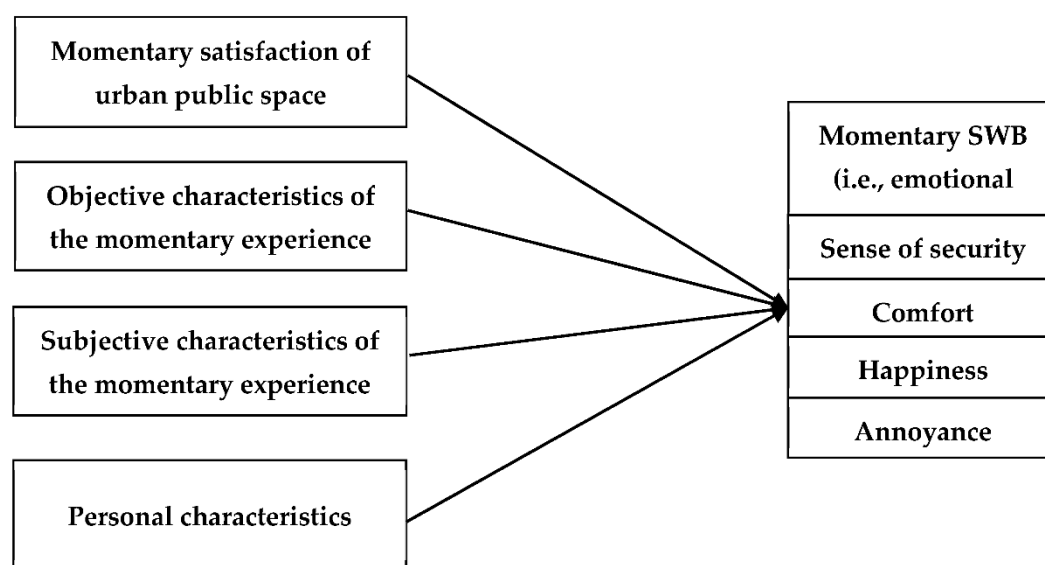 Momentary satisfaction of
urban public space
Objective characteristics of
the momentary experience
Subjective characteristics of
the momentary experience
Personal characteristics
Momentary SWB
(i.e., emotional
Sense of security
Comfort
Happiness
Annoyance